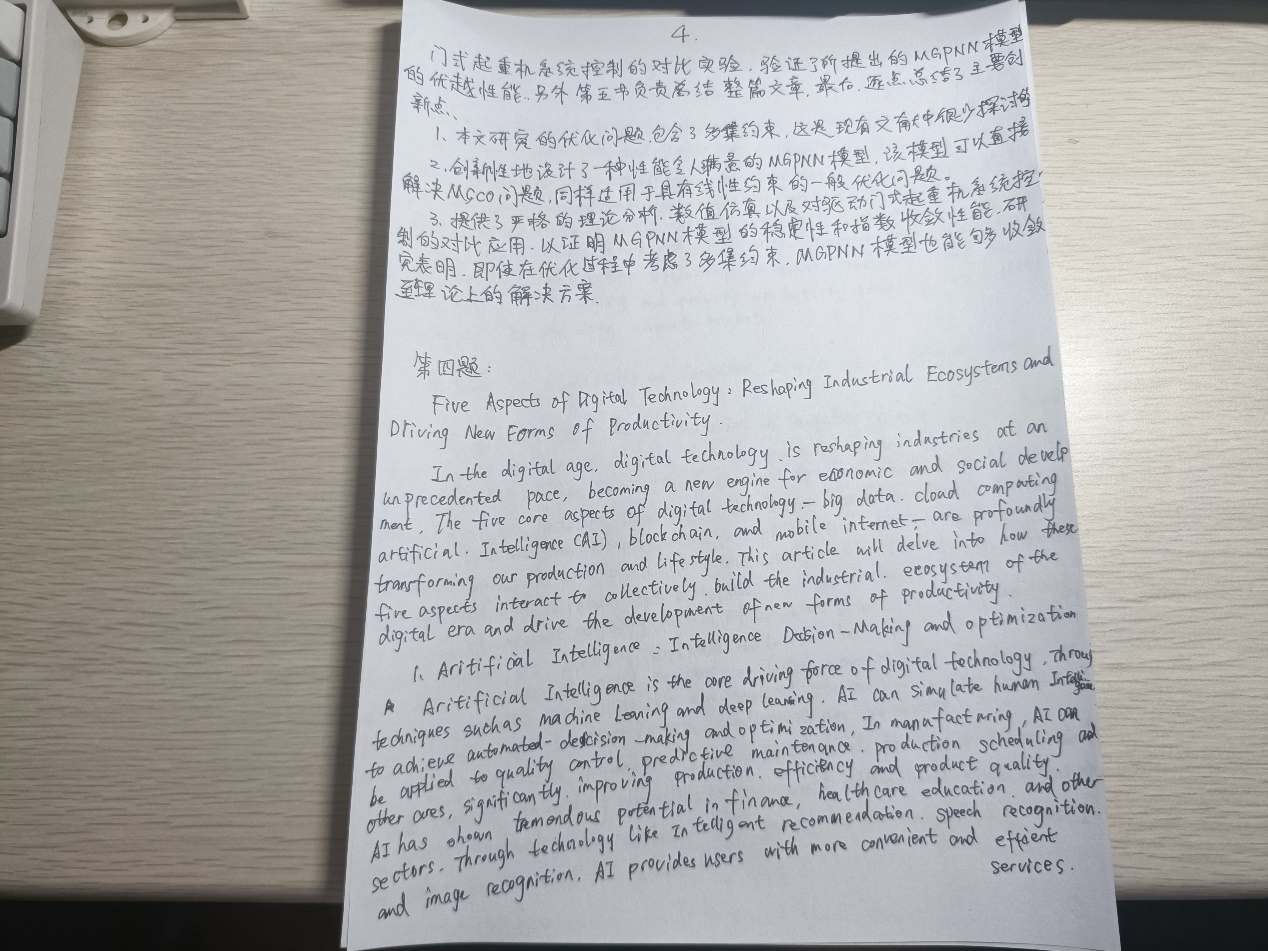 4.
门式起重机系统控制的对比实验，验证了所提出的MGPNN模型
的优越性能。另外第五书负责总结整篇文章，最后，逐点总结了主要创
新点、
1、本文研究的优化问题，包含了多集约束，这是现有文献中很少探讨的
2、创新性地设计了一种性能令人满意的MGPNN模型，该模型可以直接
解决MSCO问题，同样适用于具有线性约束的一般优化问题。
3、提供了严格的理论分析，数值仿真以及对驱动门式起重机系统控
制的对比应用，以证明MGPNN模型的稳定性和指数收敛性能，研
究表明，即使在优化过程中考虑了多集约束，MGPNN模型也能够收敛
至理论上的解决方案.
第四题：
Five Aspects of Digital Technology: Reshaping Industrial Ecosystems and
Driving New Forms of Productivity.
In the digital age, digital technology is reshaping industries at an
unprecedented pace, becoming a new engine for economic and social develp
ment. The five core aspects of digital technology — big data. cloud computing
artificial. Intelligence (AI), blockchain, and mobile internet — are profoundly
transforming our production and lifestyle. This article will delve into how these
five aspects interact to collectively. build the industrial. ecosystem of the
digital era and drive the development of new forms of productivity.
1、Aritificial Intelligence: Intelligence Decision-Making and optimization
Aritificial Intelligence is the core driving force of digital technology. Throug
techniques suchas machine Leaning and deep learning. AI can simulate human Intelligence
to achieve automated-decision-making and optimization, In manufacturing, AI can
be applied to quality control, predictive maintenance. production scheduling and
other ares, significantly. improving production. efficiency and product quality.
AI has shown tremendous potential in finance, healthcare education. and other
sectors. Through technology like Intelligent recommendation. speech recognition.
and image recognition, AI provides users with more convenient and effcient
services.